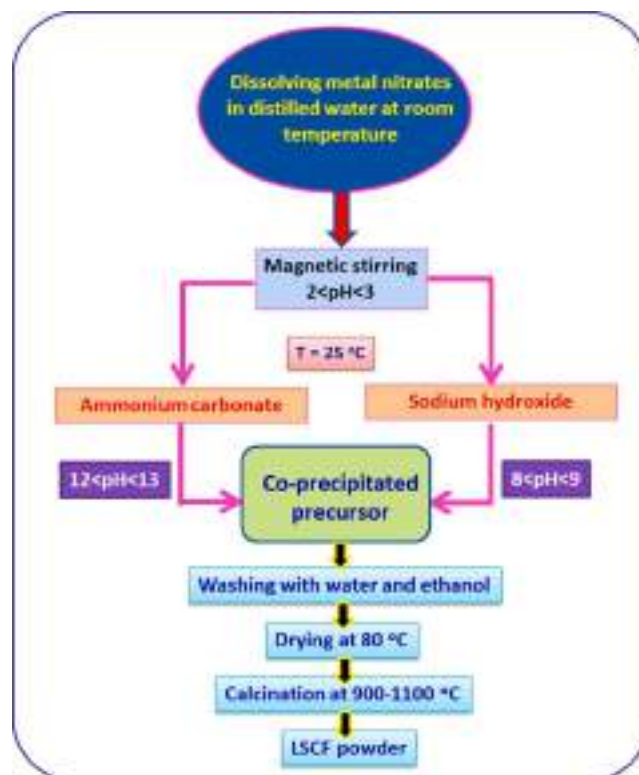 Dissolving metal nitrates
in distilled water at room
temperature
Magnetic stirring
2<pH<3
T = 25 °C
Ammonium carbonate
Sodium hydroxide
12<pH<13
8<pH<9
Co-precipitated
precursor
Washing with water and ethanol
Drying at 80 °C
Calcination at 900-1100 °C
LSCF powder